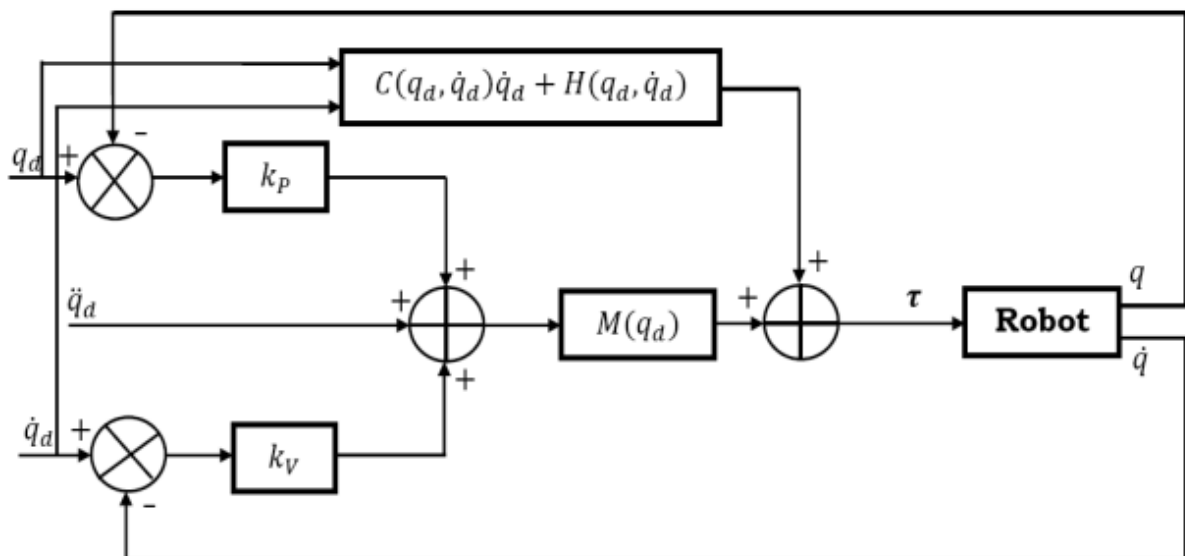 C(q_d, q̇_d)q̇_d + H(q_d, q̇_d)
-
q_d
+
k_P
+
+
q
q̈_d
+
+
M(q_d)
+
τ
Robot
q̇
+
q̇_d
+
k_V
-